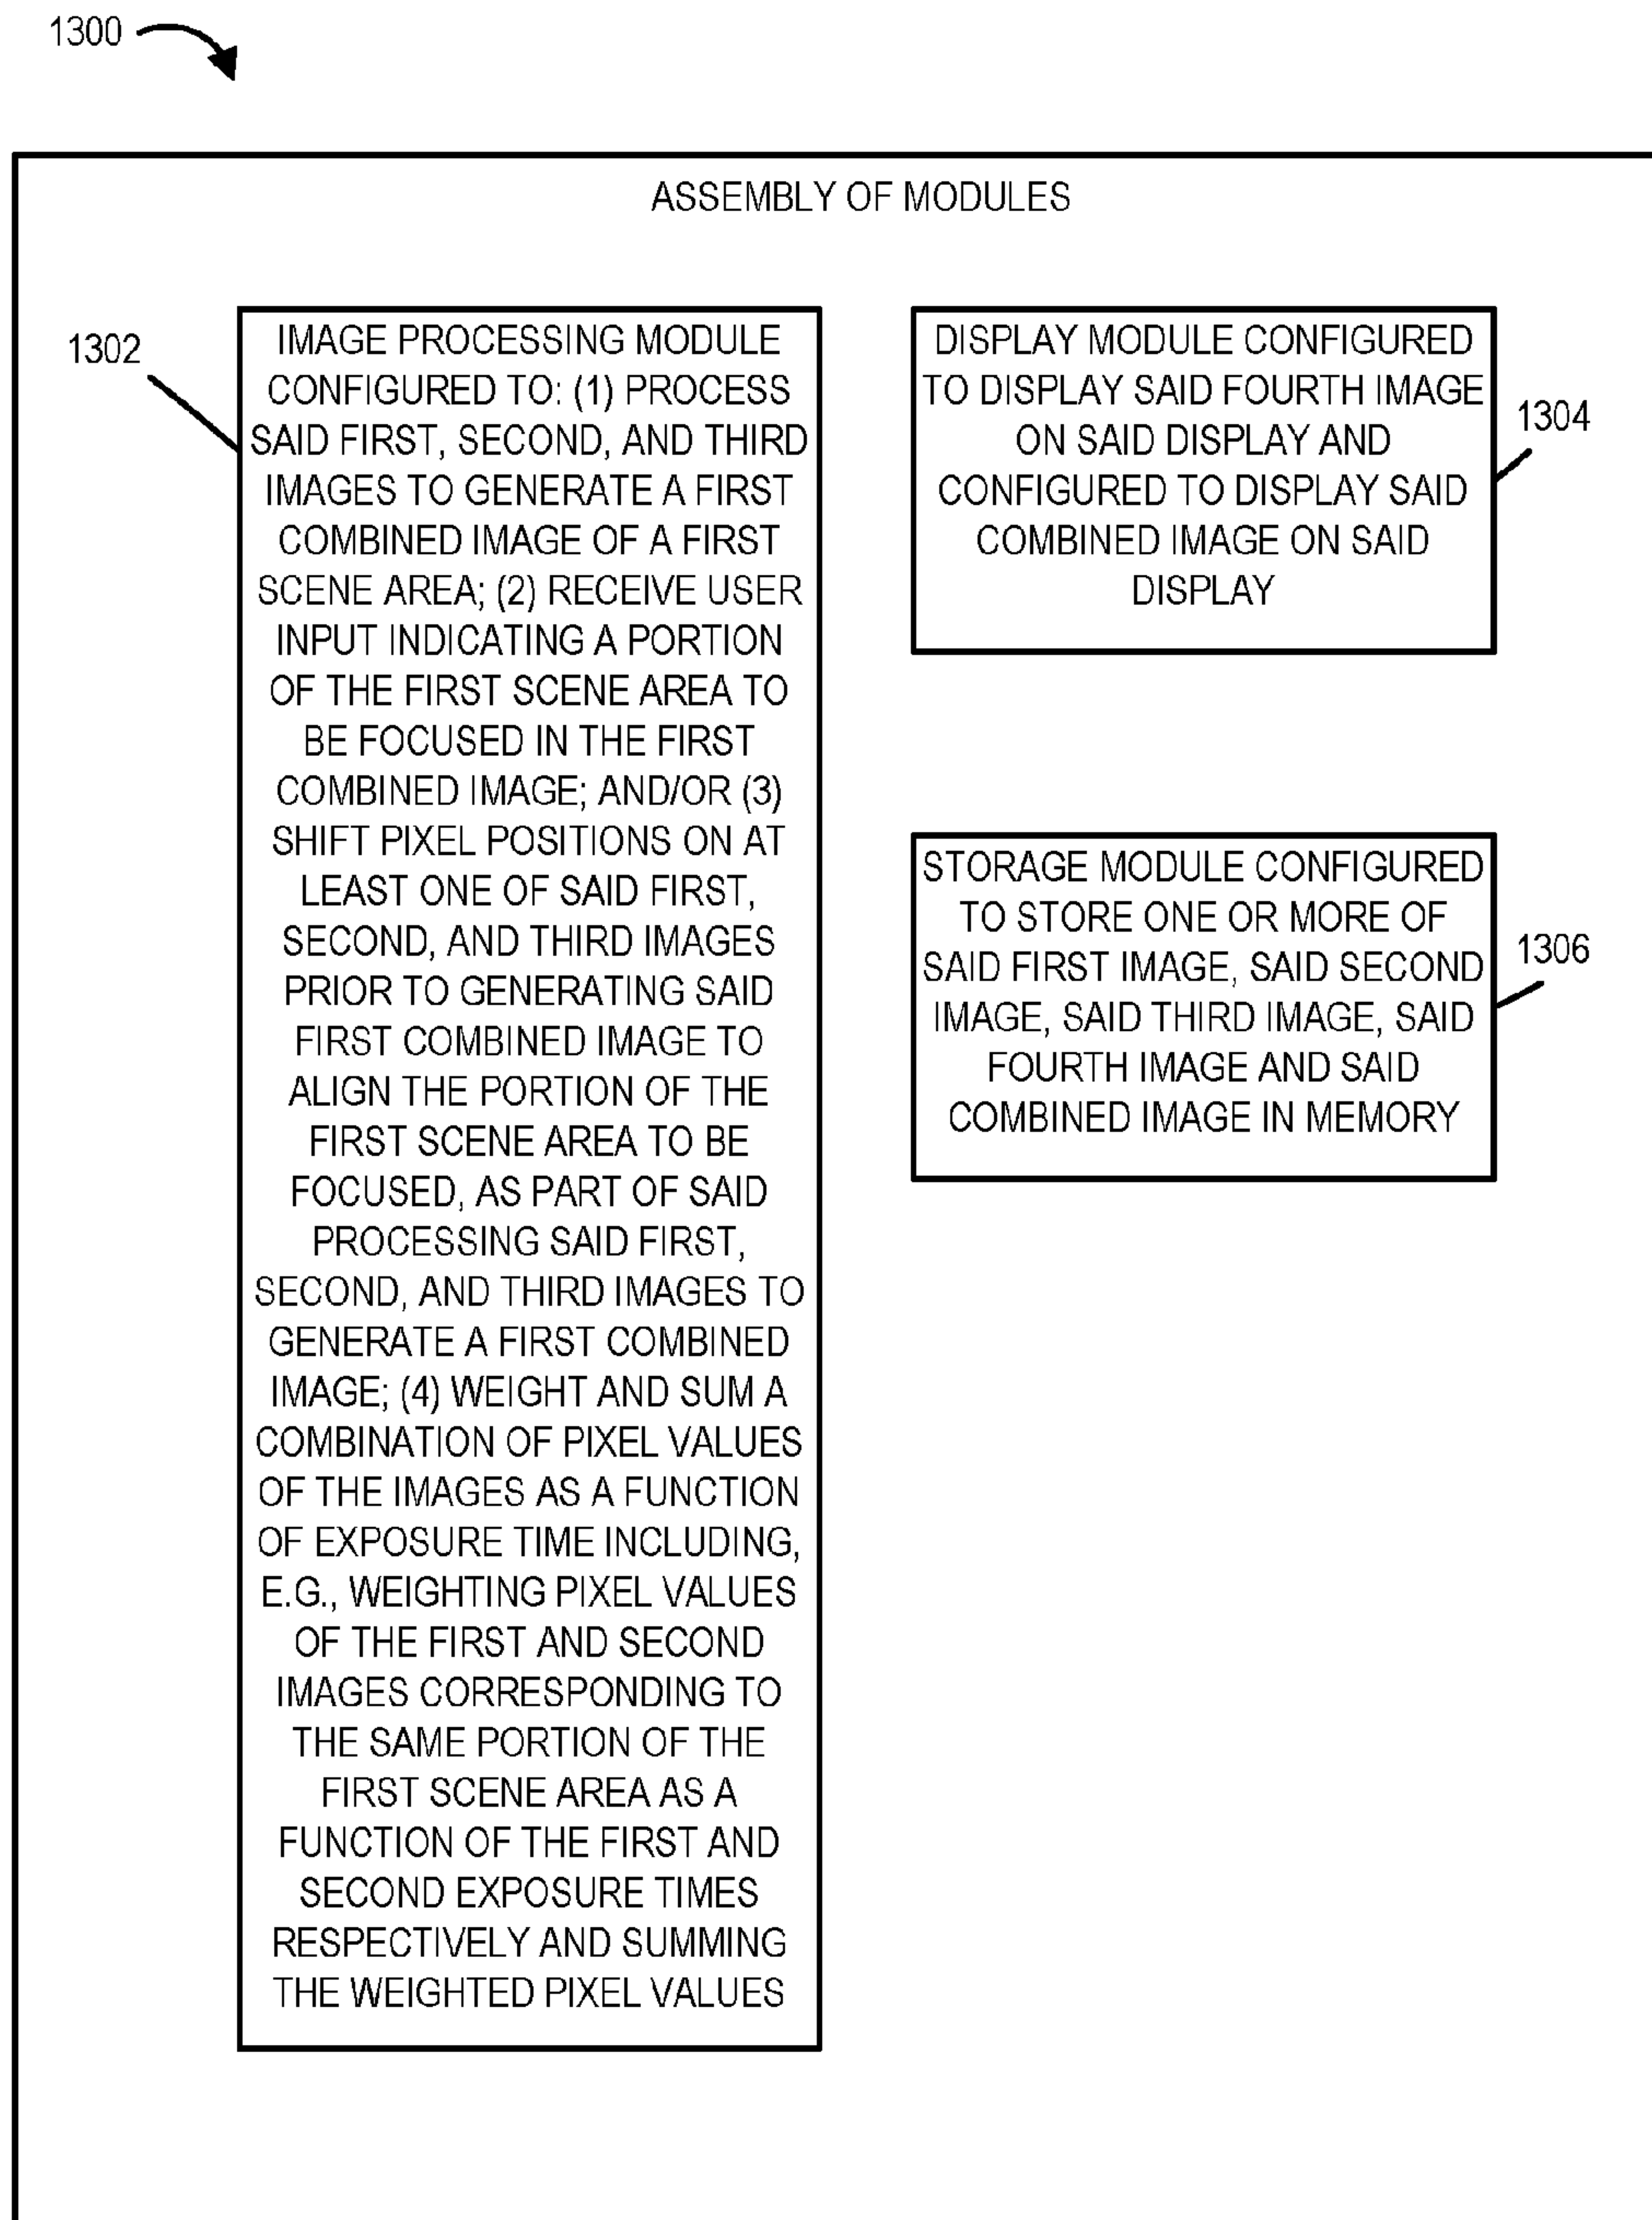 1300
ASSEMBLY OF MODULES
1302
IMAGE PROCESSING MODULE
CONFIGURED TO: (1) PROCESS
SAID FIRST, SECOND, AND THIRD
IMAGES TO GENERATE A FIRST
COMBINED IMAGE OF A FIRST
SCENE AREA; (2) RECEIVE USER
INPUT INDICATING A PORTION
OF THE FIRST SCENE AREA TO
BE FOCUSED IN THE FIRST
COMBINED IMAGE; AND/OR (3)
SHIFT PIXEL POSITIONS ON AT
LEAST ONE OF SAID FIRST,
SECOND, AND THIRD IMAGES
PRIOR TO GENERATING SAID
FIRST COMBINED IMAGE TO
ALIGN THE PORTION OF THE
FIRST SCENE AREA TO BE
FOCUSED, AS PART OF SAID
PROCESSING SAID FIRST,
SECOND, AND THIRD IMAGES TO
GENERATE A FIRST COMBINED
IMAGE; (4) WEIGHT AND SUM A
COMBINATION OF PIXEL VALUES
OF THE IMAGES AS A FUNCTION
OF EXPOSURE TIME INCLUDING,
E.G., WEIGHTING PIXEL VALUES
OF THE FIRST AND SECOND
IMAGES CORRESPONDING TO
THE SAME PORTION OF THE
FIRST SCENE AREA AS A
FUNCTION OF THE FIRST AND
SECOND EXPOSURE TIMES
RESPECTIVELY AND SUMMING
THE WEIGHTED PIXEL VALUES
DISPLAY MODULE CONFIGURED
TO DISPLAY SAID FOURTH IMAGE
ON SAID DISPLAY AND
CONFIGURED TO DISPLAY SAID
COMBINED IMAGE ON SAID
DISPLAY
1304
STORAGE MODULE CONFIGURED
TO STORE ONE OR MORE OF
SAID FIRST IMAGE, SAID SECOND
IMAGE, SAID THIRD IMAGE, SAID
FOURTH IMAGE AND SAID
COMBINED IMAGE IN MEMORY
1306